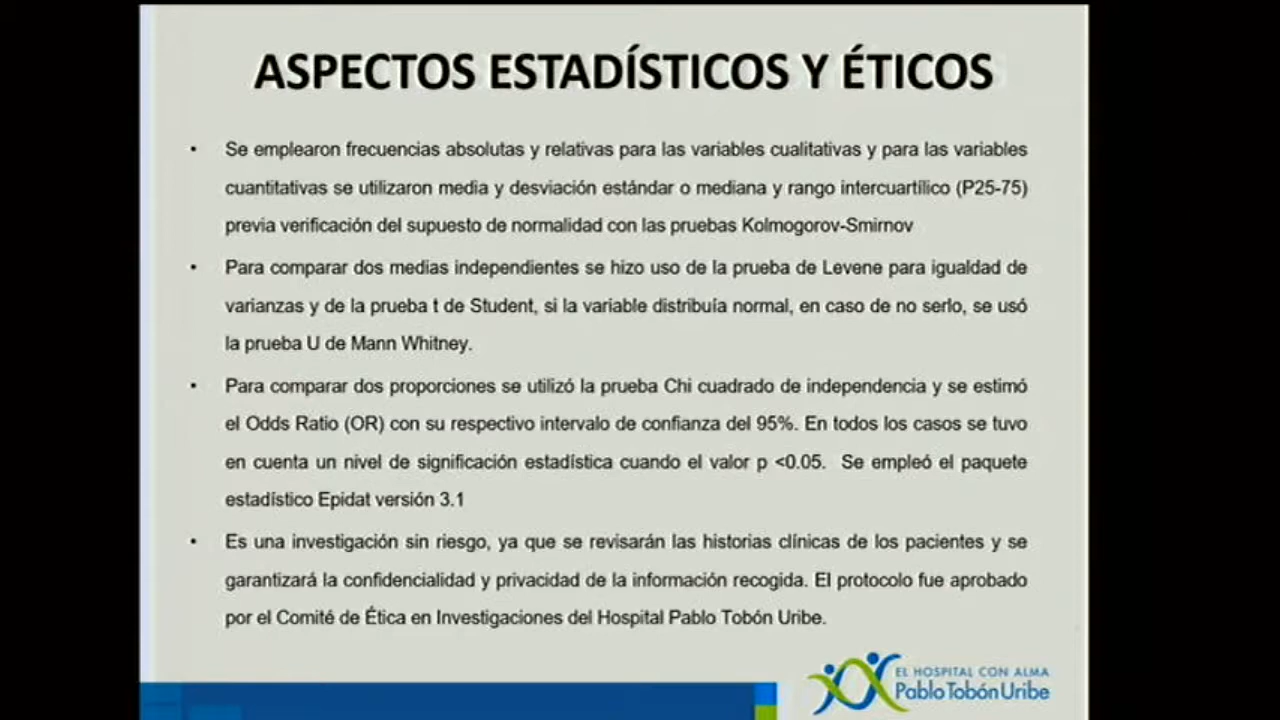 ASPECTOS ESTADÍSTICOS Y ÉTICOS
• Se emplearon frecuencias absolutas y relativas para las variables cualitativas y para las variables
cuantitativas se utilizaron media y desviación estándar o mediana y rango intercuartílico (P25-75)
previa verificación del supuesto de normalidad con las pruebas Kolmogorov-Smirnov
• Para comparar dos medias independientes se hizo uso de la prueba de Levene para igualdad de
varianzas y de la prueba t de Student, si la variable distribuía normal, en caso de no serlo, se usó
la prueba U de Mann Whitney.
• Para comparar dos proporciones se utilizó la prueba Chi cuadrado de independencia y se estimó
el Odds Ratio (OR) con su respectivo intervalo de confianza del 95%. En todos los casos se tuvo
en cuenta un nivel de significación estadística cuando el valor p <0.05. Se empleó el paquete
estadístico Epidat versión 3.1
• Es una investigación sin riesgo, ya que se revisarán las historias clínicas de los pacientes y se
garantizará la confidencialidad y privacidad de la información recogida. El protocolo fue aprobado
por el Comité de Ética en Investigaciones del Hospital Pablo Tobón Uribe.
EL HOSPITAL CON ALMA
Pablo Tobón Uribe